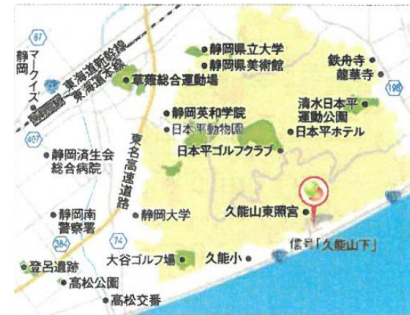 87
静岡
マークイズ
東海道新幹線
東海道本線
静岡県立大学
静岡県美術館
草薙総合運動場
鉄舟寺
龍華寺
198
清水日本平
運動公園
静岡英和学院
日本平動物園
日本平ホテル
日本平ゴルフクラブ
407
静岡済生会
総合病院
東名高速道路
静岡南
警察署
静岡大学
久能山東照宮
信号「久能山下」
384
74
登呂遺跡
大谷ゴルフ場
久能小
高松公園
高松交番